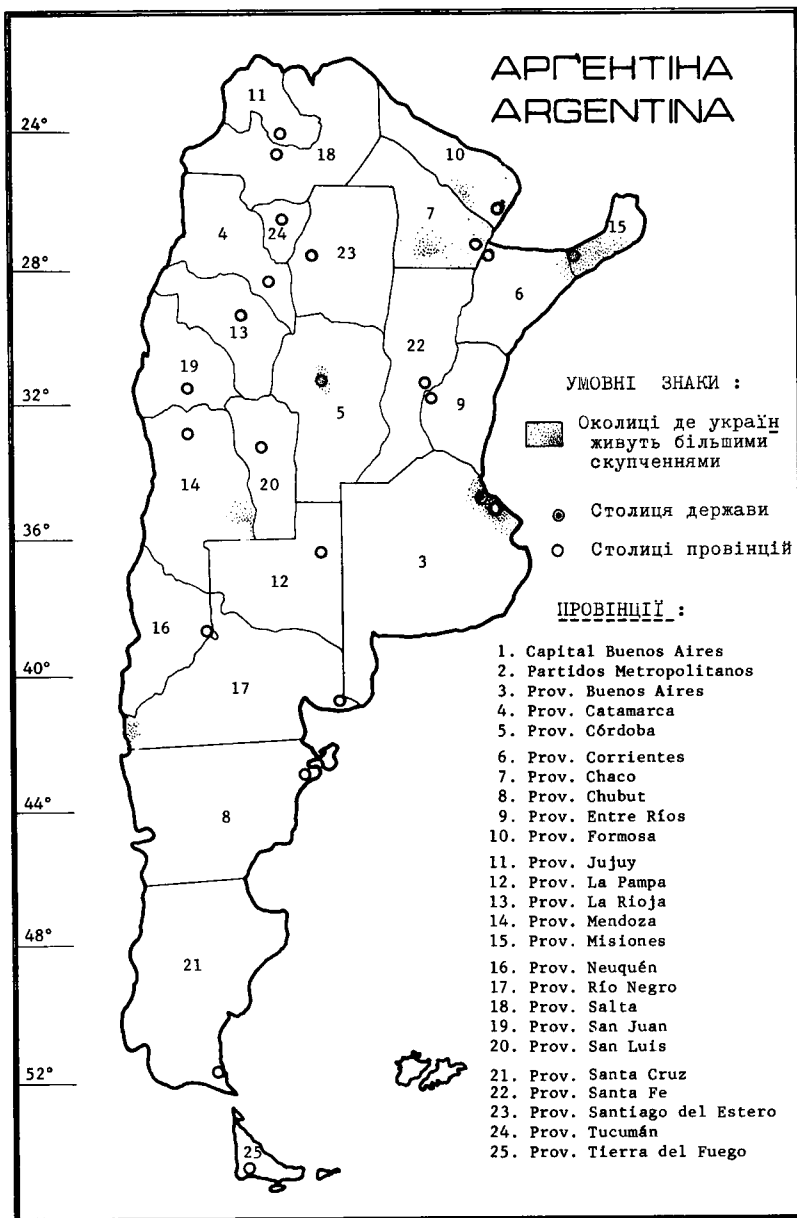 АРҐЕНТІНА
ARGENTINA
24°
28°
32°
36°
40°
44°
48°
52°
11
18
10
15
4
24
23
7
6
13
22
19
5
9
14
20
3
12
16
17
8
21
25
УМОВНІ ЗНАКИ :
Околиці де україн
живуть більшими
скупченнями
Столиця держави
Столиці провінцій
ПРОВІНЦІЇ :
1. Capital Buenos Aires
2. Partidos Metropolitanos
3. Prov. Buenos Aires
4. Prov. Catamarca
5. Prov. Córdoba
6. Prov. Corrientes
7. Prov. Chaco
8. Prov. Chubut
9. Prov. Entre Ríos
10. Prov. Formosa
11. Prov. Jujuy
12. Prov. La Pampa
13. Prov. La Rioja
14. Prov. Mendoza
15. Prov. Misiones
16. Prov. Neuquén
17. Prov. Río Negro
18. Prov. Salta
19. Prov. San Juan
20. Prov. San Luis
21. Prov. Santa Cruz
22. Prov. Santa Fe
23. Prov. Santiago del Estero
24. Prov. Tucumán
25. Prov. Tierra del Fuego